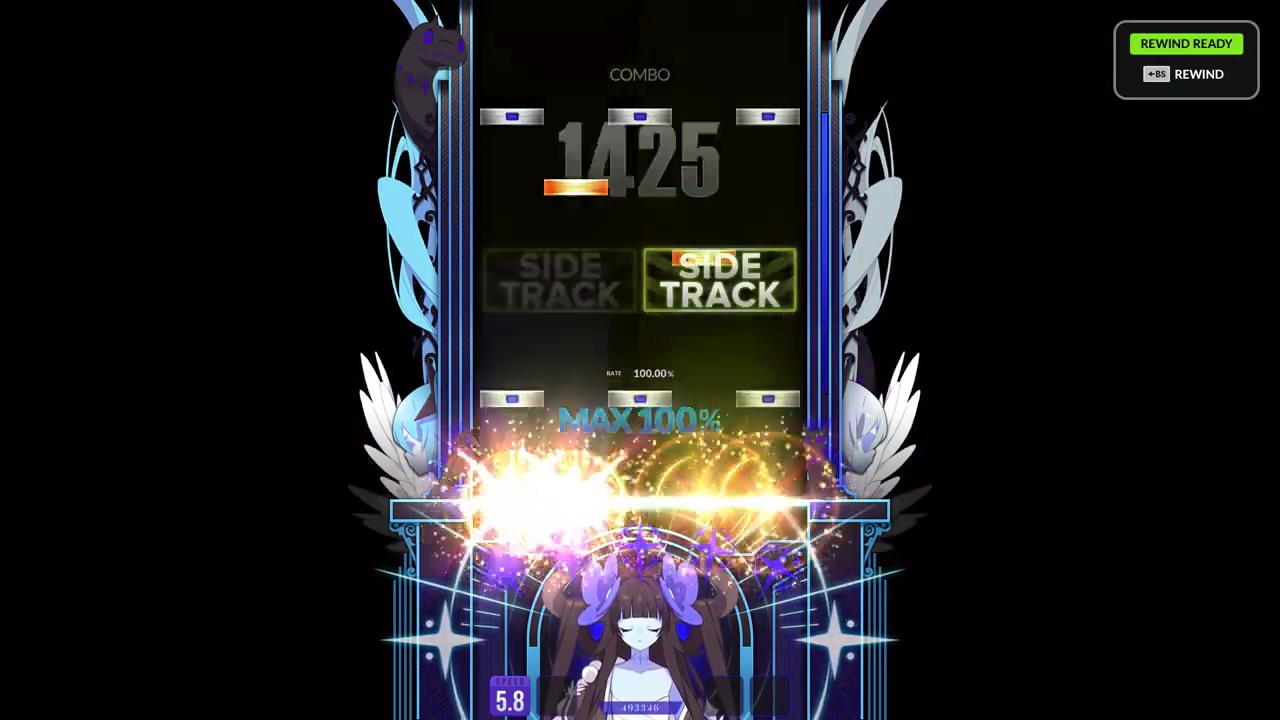 REWIND READY
←BS REWIND
COMBO
1425
SIDE TRACK
SIDE TRACK
RATE 100.00%
MAX 100%
SPEED
5.8
493346